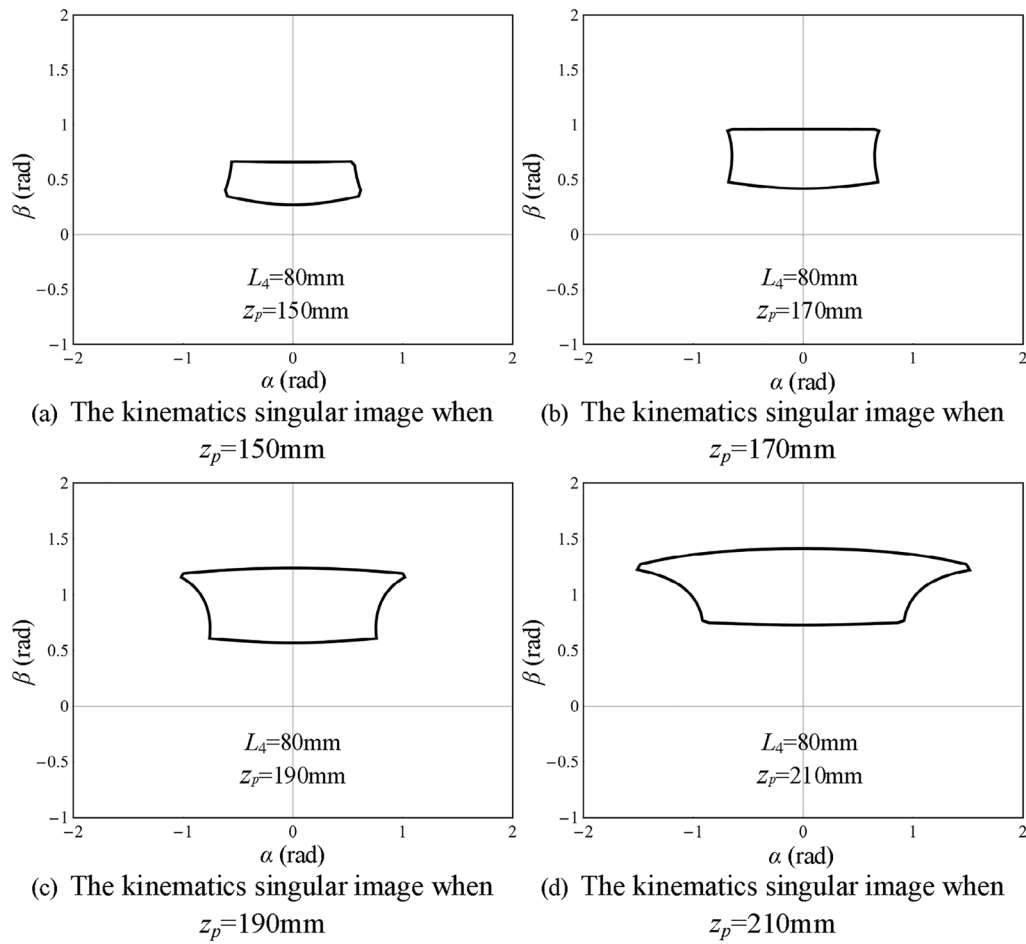 2
1.5
1
0.5
0
−0.5
−1
β (rad)
L4=80mm
zp=150mm
−2 −1 0 1 2
α (rad)
(a) The kinematics singular image when
zp=150mm
2
1.5
1
0.5
0
−0.5
−1
β (rad)
L4=80mm
zp=170mm
−2 −1 0 1 2
α (rad)
(b) The kinematics singular image when
zp=170mm
2
1.5
1
0.5
0
−0.5
−1
β (rad)
L4=80mm
zp=190mm
−2 −1 0 1 2
α (rad)
(c) The kinematics singular image when
zp=190mm
2
1.5
1
0.5
0
−0.5
−1
β (rad)
L4=80mm
zp=210mm
−2 −1 0 1 2
α (rad)
(d) The kinematics singular image when
zp=210mm